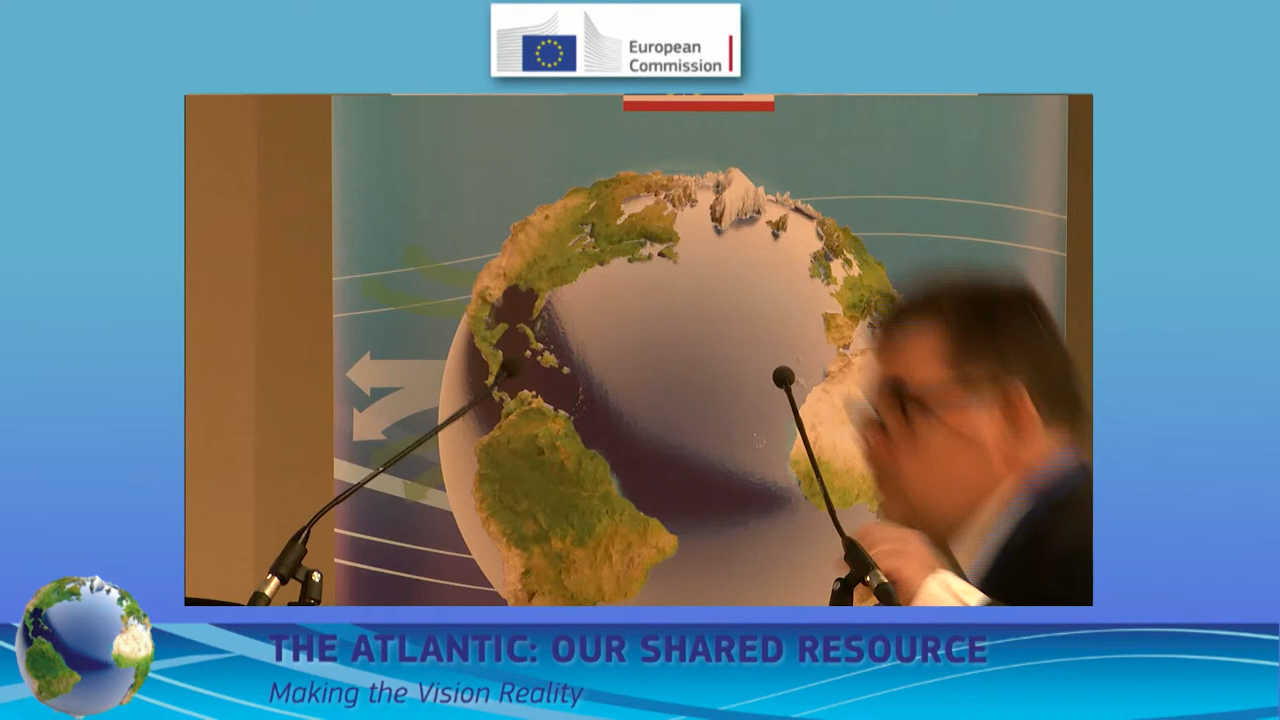 European
Commission
THE ATLANTIC: OUR SHARED RESOURCE
Making the Vision Reality